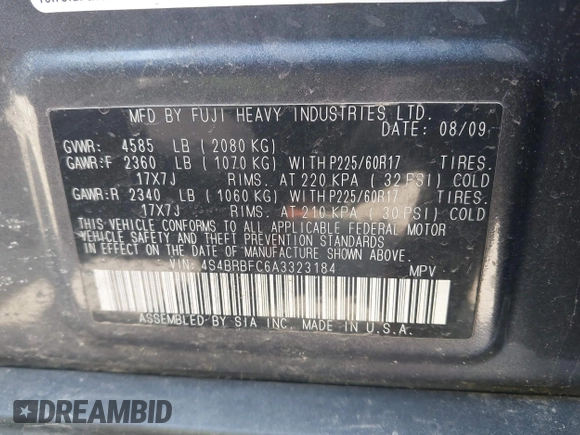 MFD BY FUJI HEAVY INDUSTRIES LTD.
DATE: 08/09
GVWR: 4585 LB (2080 KG)
GAWR:F 2360 LB (1070 KG) WITH P225/60R17 TIRES.
17X7J RIMS. AT 220 KPA (32 PSI) COLD
GAWR:R 2340 LB (1060 KG) WITH P225/60R17 TIRES.
17X7J RIMS. AT 210 KPA (30 PSI) COLD
THIS VEHICLE CONFORMS TO ALL APPLICABLE FEDERAL MOTOR
VEHICLE SAFETY AND THEFT PREVENTION STANDARDS
IN EFFECT ON THE DATE OF MANUFACTURE SHOWN ABOVE.
VIN: 4S4BRBFC6A3323184 MPV
ASSEMBLED BY SIA INC. MADE IN U.S.A.
DREAMBID